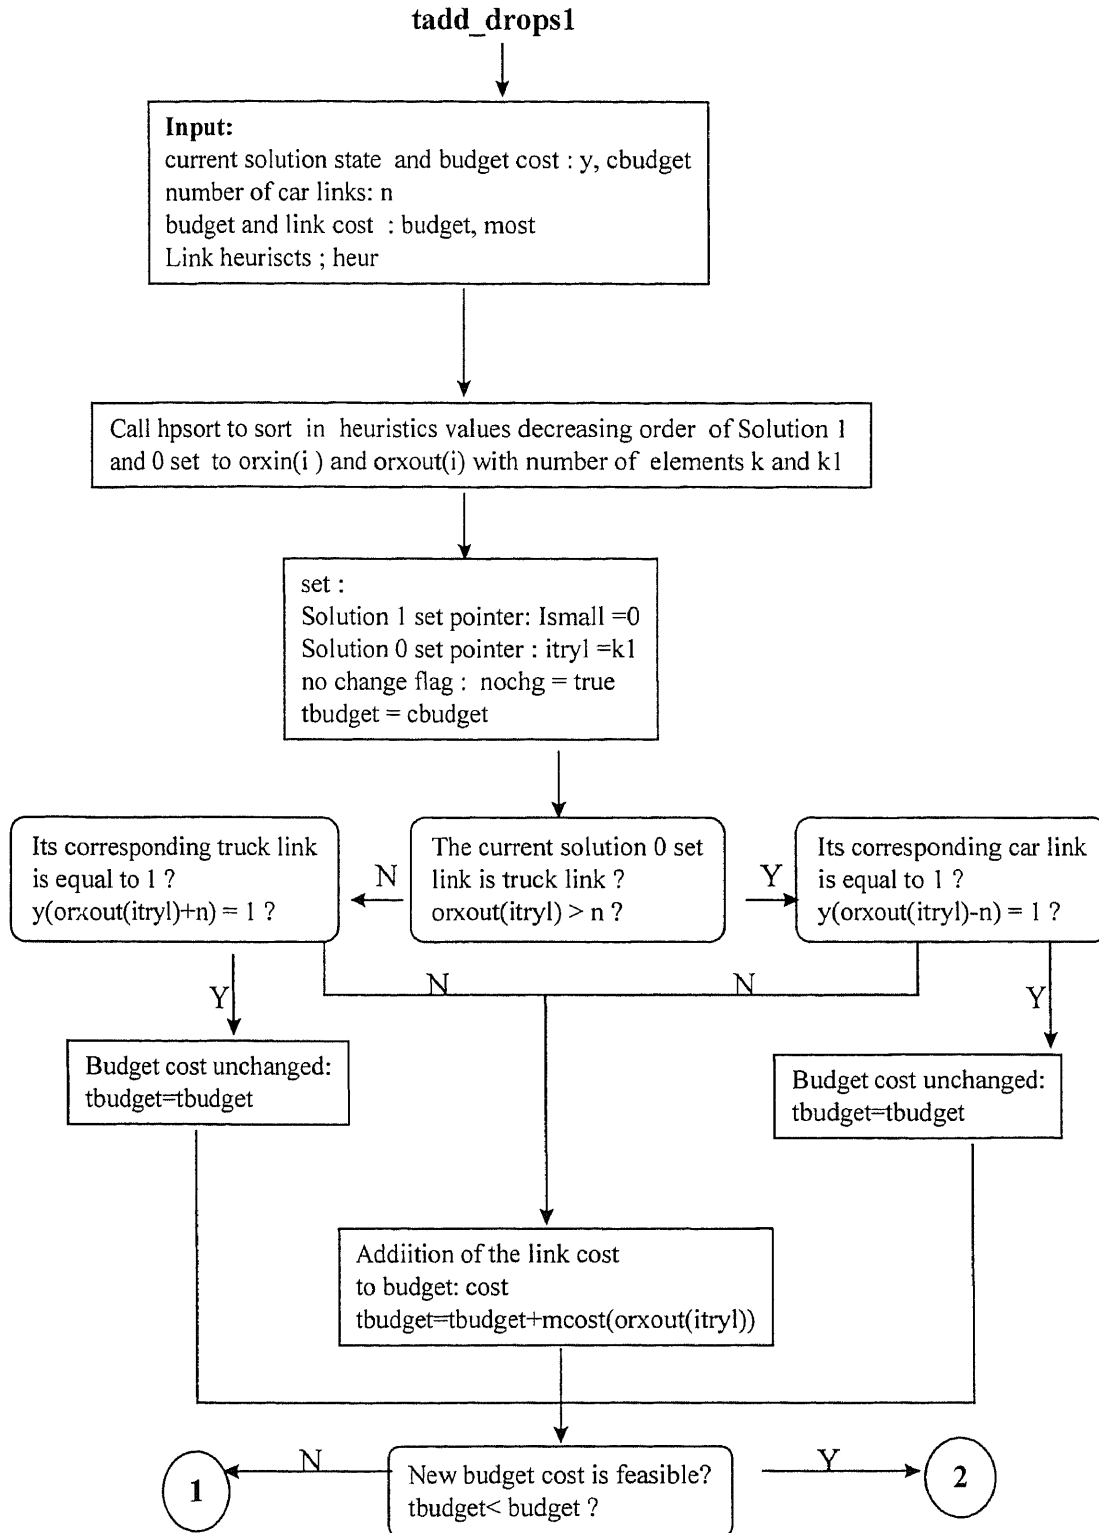 tadd_drops1
Input:
current solution state and budget cost : y, cbudget
number of car links: n
budget and link cost : budget, most
Link heuriscts ; heur
Call hpsort to sort in heuristics values decreasing order of Solution 1
and 0 set to orxin(i ) and orxout(i) with number of elements k and k1
set :
Solution 1 set pointer: Ismall =0
Solution 0 set pointer : itryl =k1
no change flag : nochg = true
tbudget = cbudget
Its corresponding truck link
is equal to 1 ?
y(orxout(itryl)+n) = 1 ?
N
The current solution 0 set
link is truck link ?
orxout(itryl) > n ?
Y
Its corresponding car link
is equal to 1 ?
y(orxout(itryl)-n) = 1 ?
N
N
Y
Y
Budget cost unchanged:
tbudget=tbudget
Budget cost unchanged:
tbudget=tbudget
Addiition of the link cost
to budget: cost
tbudget=tbudget+mcost(orxout(itryl))
1
N
New budget cost is feasible?
tbudget< budget ?
Y
2